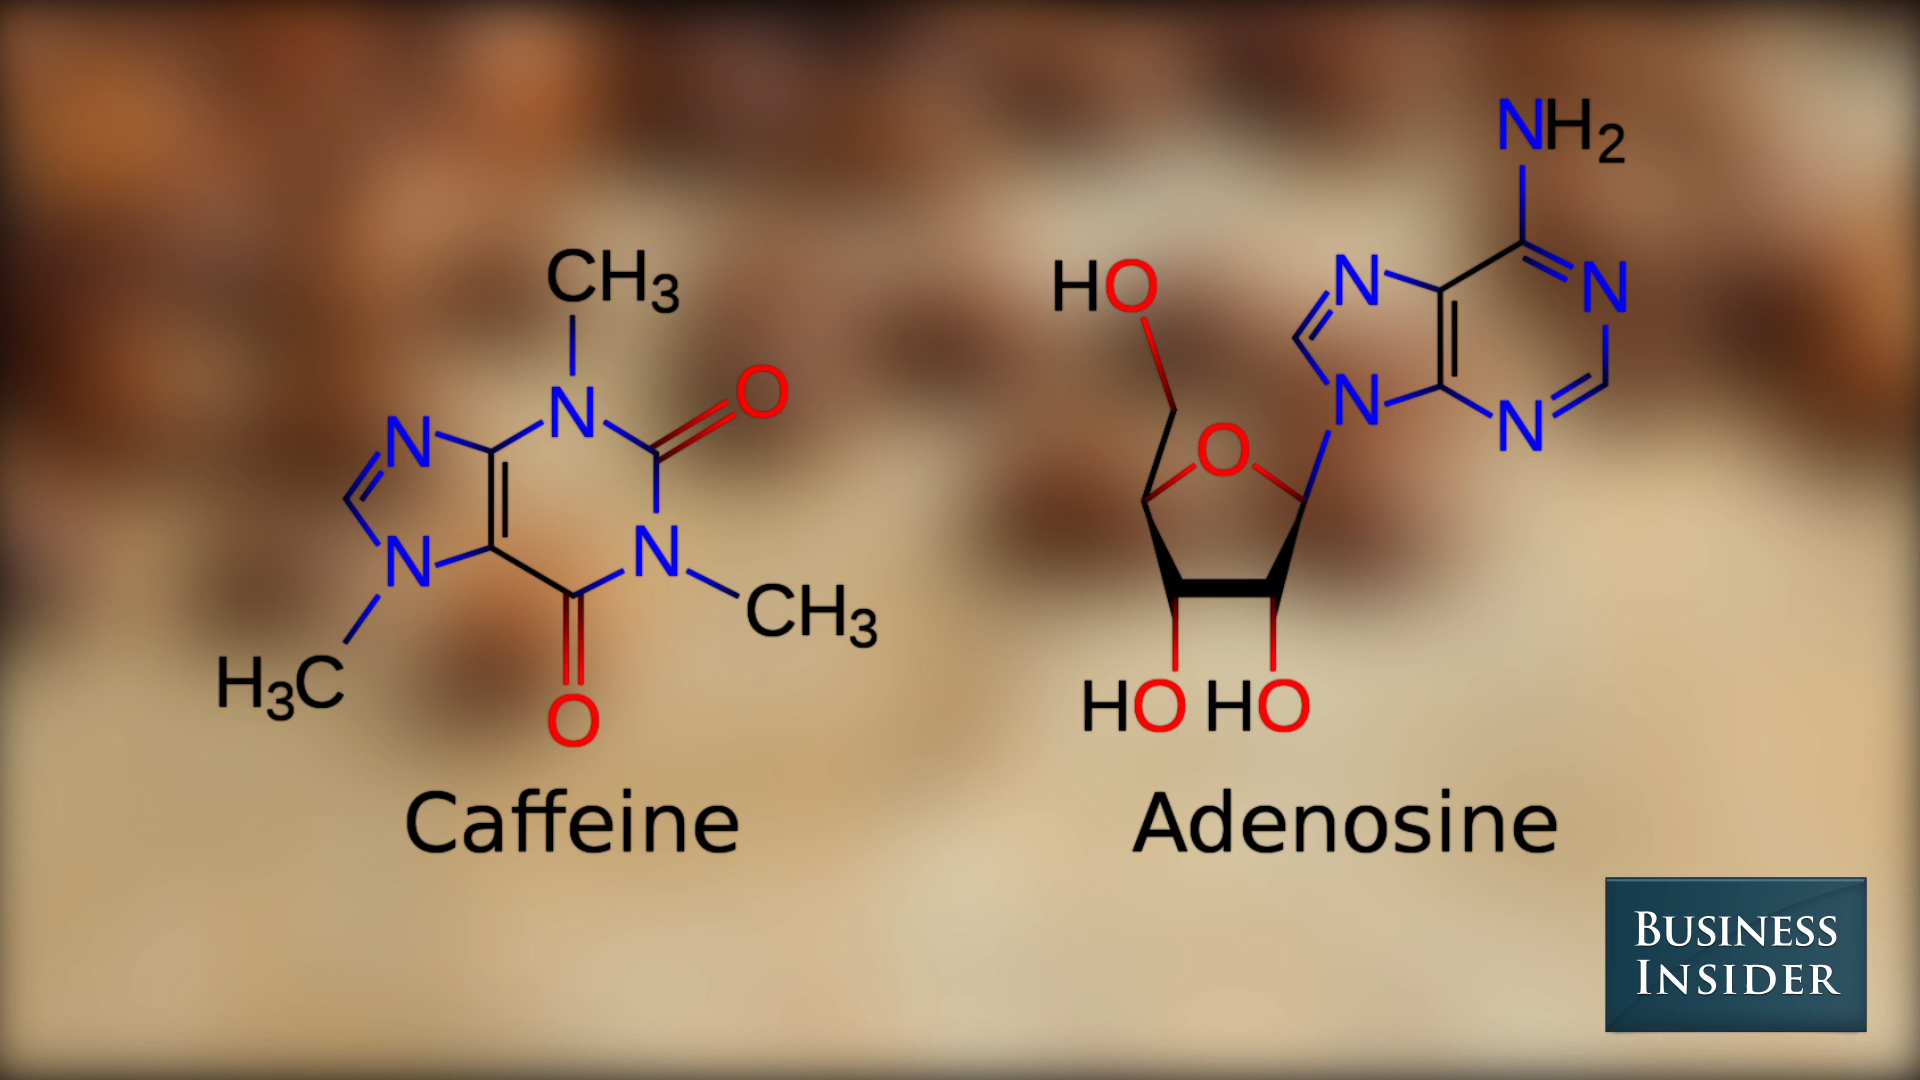 CH3
O
N
N
N
N
CH3
H3C
O
Caffeine
NH2
HO
N
N
N
N
O
HO HO
Adenosine
BUSINESS
INSIDER